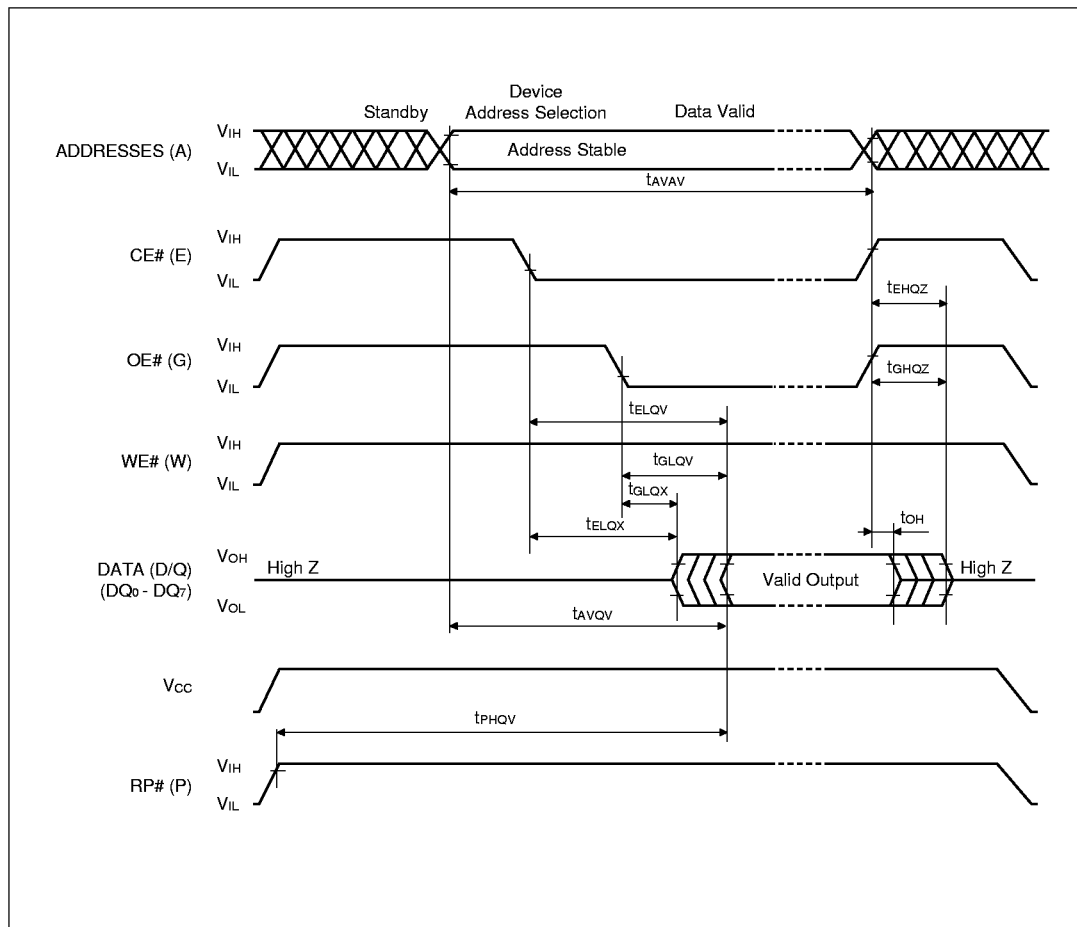 Device
Standby Address Selection Data Valid
VIH
ADDRESSES (A) Address Stable
VIL
tAVAV
VIH
CE# (E)
VIL
tEHQZ
VIH
OE# (G)
tGHQZ
VIL
tELQV
VIH
WE# (W)
tGLQV
VIL
tGLQX
tELQX
tOH
VOH
High Z
DATA (D/Q)
(DQ0 - DQ7)
Valid Output
High Z
VOL
tAVQV
VCC
tPHQV
VIH
RP# (P)
VIL